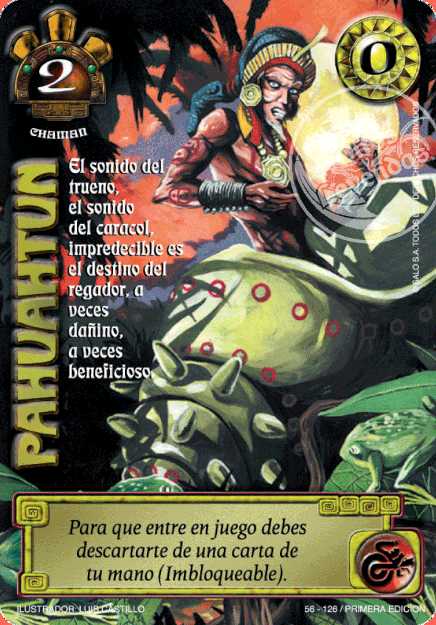 2
0
CHAMAN
PAHUAHTUN
El sonido del
trueno,
el sonido
del caracol,
impredecible es
el destino del
regador, a
veces
dañino,
a veces
beneficioso.
Para que entre en juego debes
descartarte de una carta de
tu mano (Imbloqueable).
ILUSTRADOR: LUIS CASTILLO
56 - 126 / PRIMERA EDICION